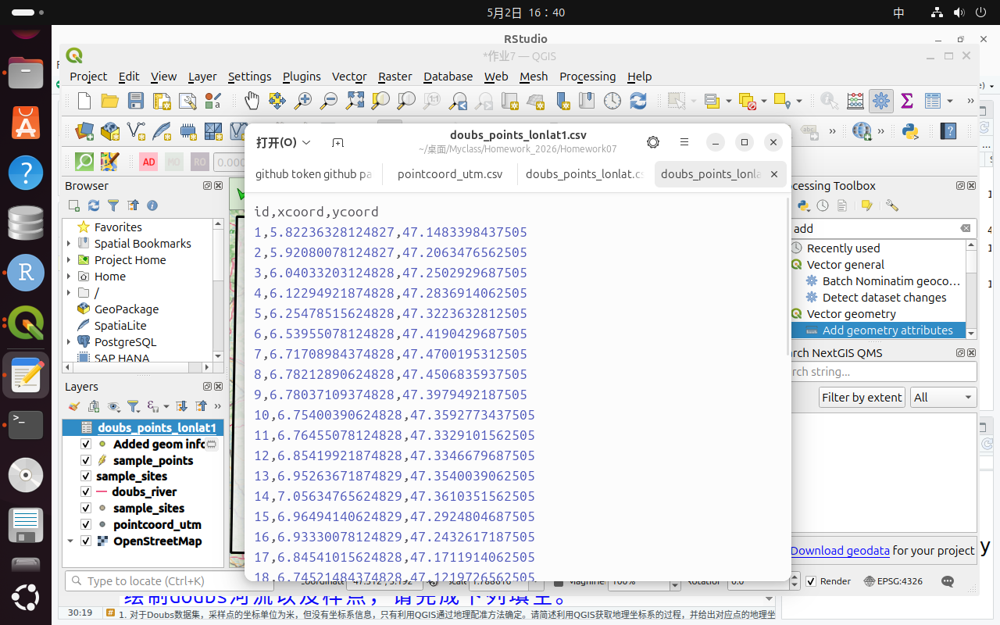 5月2日 16：40
中
RStudio
*作业7 — QGIS
Project Edit View Layer Settings Plugins Vector Raster Database Web Mesh Processing Help
打开(O)
doubs_points_lonlat1.csv
~/桌面/Myclass/Homework_2026/Homework07
github token github pa
pointcoord_utm.csv
doubs_points_lonlat.cs
doubs_points_lonla
AD MO RO 0.000
Browser
Favorites
Spatial Bookmarks
Project Home
Home
/
GeoPackage
SpatiaLite
PostgreSQL
SAP HANA
Layers
doubs_points_lonlat1
Added geom info
sample_points
sample_sites
doubs_river
sample_sites
pointcoord_utm
OpenStreetMap
id,xcoord,ycoord
1,5.82236328124827,47.1483398437505
2,5.92080078124827,47.2063476562505
3,6.04033203124828,47.2502929687505
4,6.12294921874828,47.2836914062505
5,6.25478515624828,47.3223632812505
6,6.53955078124828,47.4190429687505
7,6.71708984374828,47.4700195312505
8,6.78212890624828,47.4506835937505
9,6.78037109374828,47.3979492187505
10,6.75400390624828,47.3592773437505
11,6.76455078124828,47.3329101562505
12,6.85419921874828,47.3346679687505
13,6.95263671874829,47.3540039062505
14,7.05634765624829,47.3610351562505
15,6.96494140624829,47.2924804687505
16,6.93330078124829,47.2432617187505
17,6.84541015624828,47.1711914062505
18,6.74521484374828,47.1219726562505
cessing Toolbox
add
Recently used
Vector general
Batch Nominatim geoco...
Detect dataset changes
Vector geometry
Add geometry attributes
rch NextGIS QMS
rch string...
Filter by extent
All
Download geodata for your project
Type to locate (Ctrl+K)
Render
EPSG:4326
绘制doubs河流以及样点，请完成下列填空。
30:19
1. 对于Doubs数据集，采样点的坐标单位为米，但没有坐标系信息，只有利用QGIS通过地理配准方法确定。请简述利用QGIS获取地理坐标系的过程，并给出对应点的地理坐